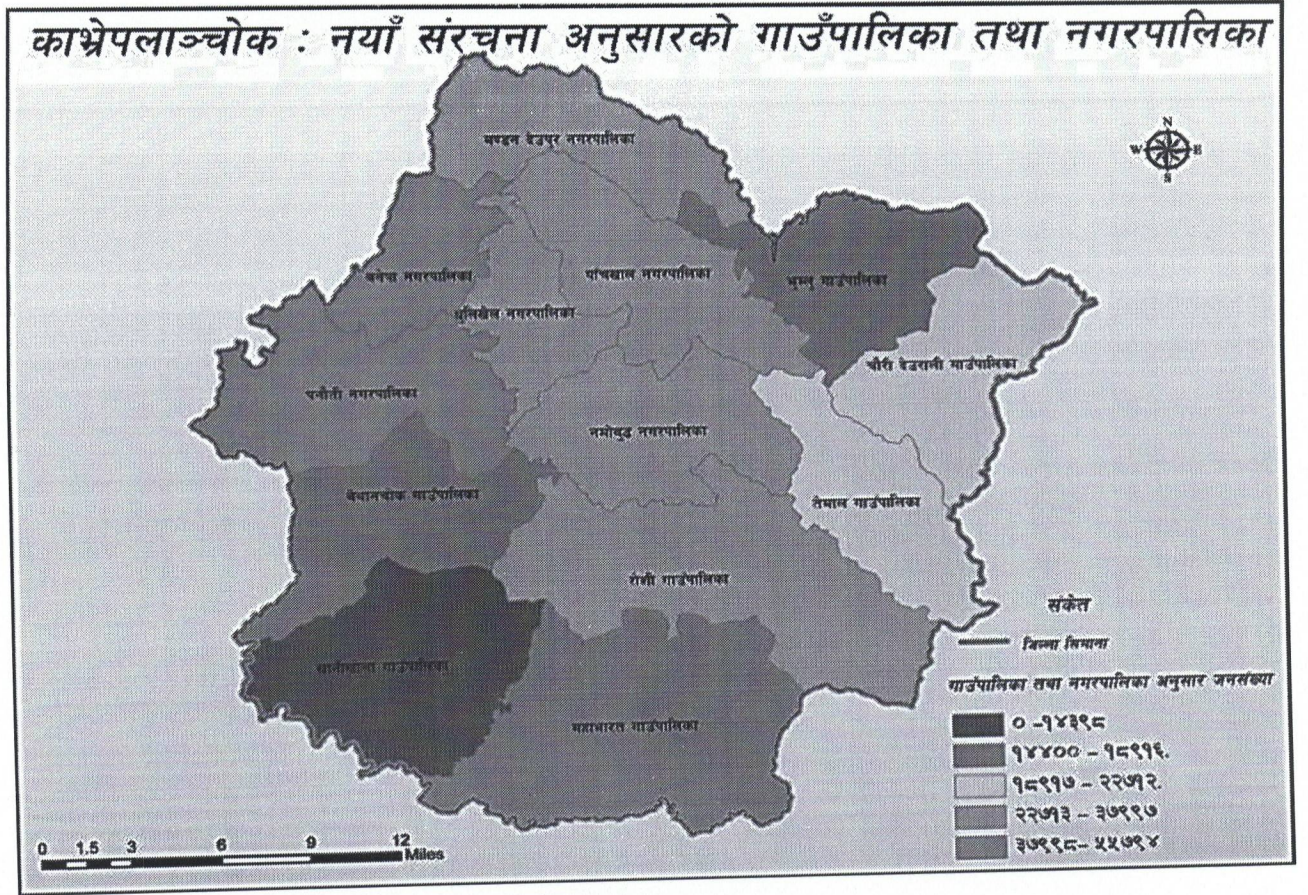 काभ्रेपलाञ्चोक : नयाँ संरचना अनुसारको गाउँपालिका तथा नगरपालिका
मण्डन देउपुर नगरपालिका
N
W E
S
बनेपा नगरपालिका
पांचखाल नगरपालिका
भुम्लु गाउंपालिका
धुलिखेल नगरपालिका
चौरी देउराली गाउंपालिका
पनौती नगरपालिका
नमोबुद्ध नगरपालिका
बेथानचोक गाउंपालिका
तेमाल गाउंपालिका
रोशी गाउंपालिका
खानीखोला गाउंपालिका
महाभारत गाउंपालिका
संकेत
जिल्ला सिमाना
गाउंपालिका तथा नगरपालिका अनुसार जनसंख्या
० -१४३९८
१४४०० - १८९१६.
१८९१७ - २२७१२.
२२७१३ - ३७९९७
३७९९८- ५५७९४
0 1.5 3 6 9 12
Miles